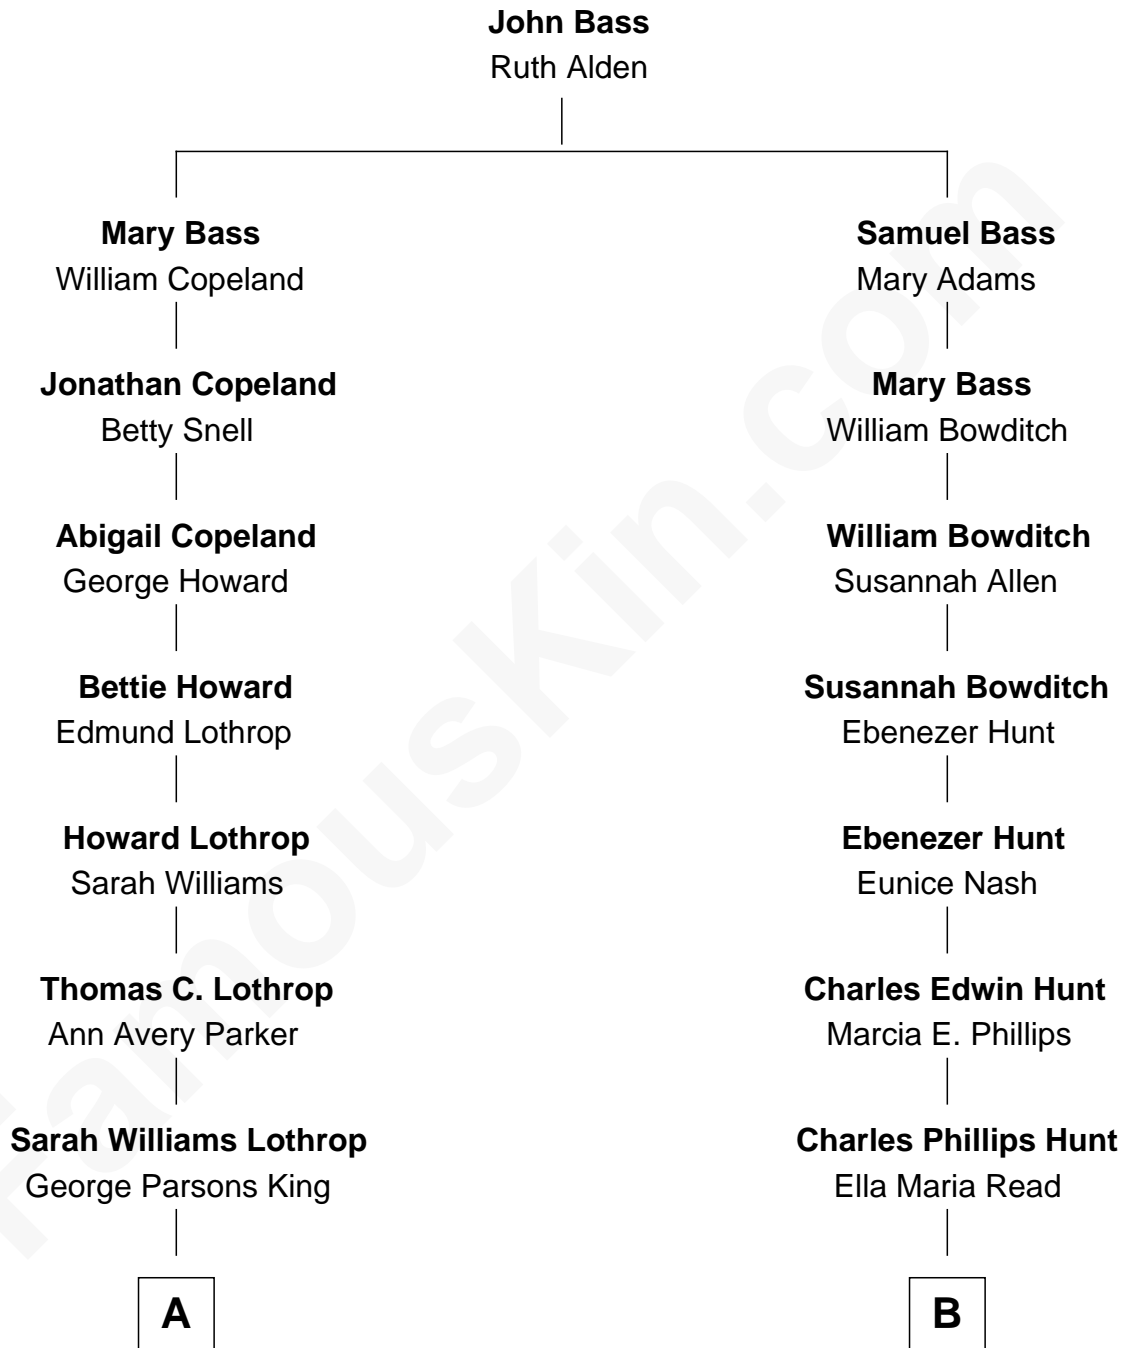 John Bass
Ruth Alden
Mary Bass
William Copeland
Samuel Bass
Mary Adams
Jonathan Copeland
Betty Snell
Mary Bass
William Bowditch
Abigail Copeland
George Howard
William Bowditch
Susannah Allen
Bettie Howard
Edmund Lothrop
Susannah Bowditch
Ebenezer Hunt
Howard Lothrop
Sarah Williams
Ebenezer Hunt
Eunice Nash
Thomas C. Lothrop
Ann Avery Parker
Charles Edwin Hunt
Marcia E. Phillips
Sarah Williams Lothrop
George Parsons King
Charles Phillips Hunt
Ella Maria Read
A
B
FamousKin.com